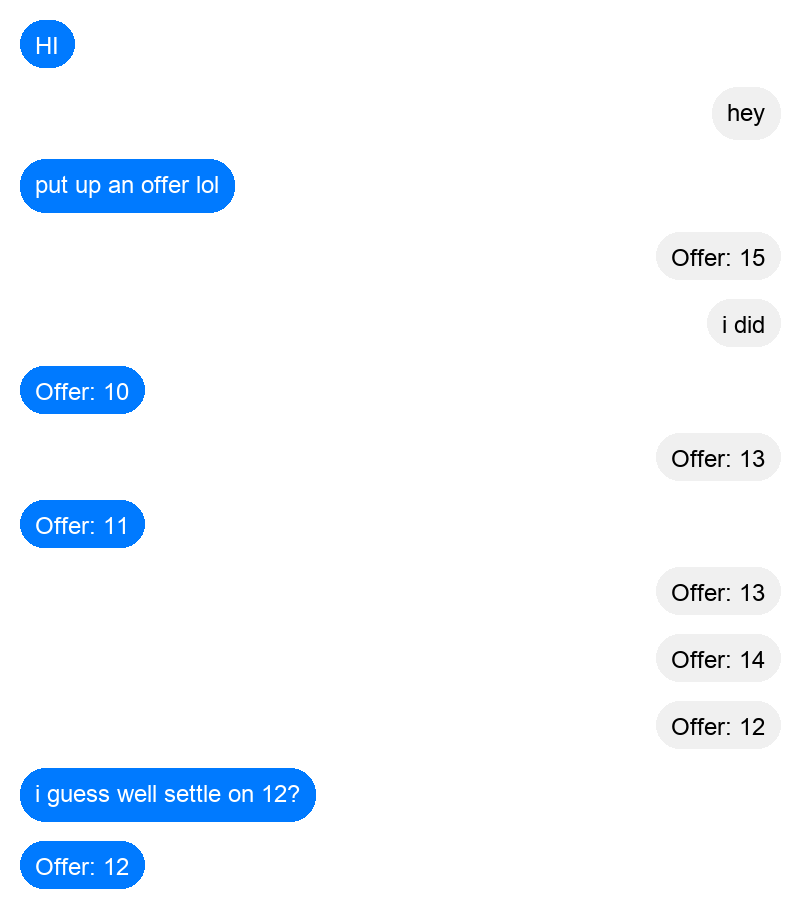 HI
hey
put up an offer lol
Offer: 15
i did
Offer: 10
Offer: 13
Offer: 11
Offer: 13
Offer: 14
Offer: 12
i guess well settle on 12?
Offer: 12